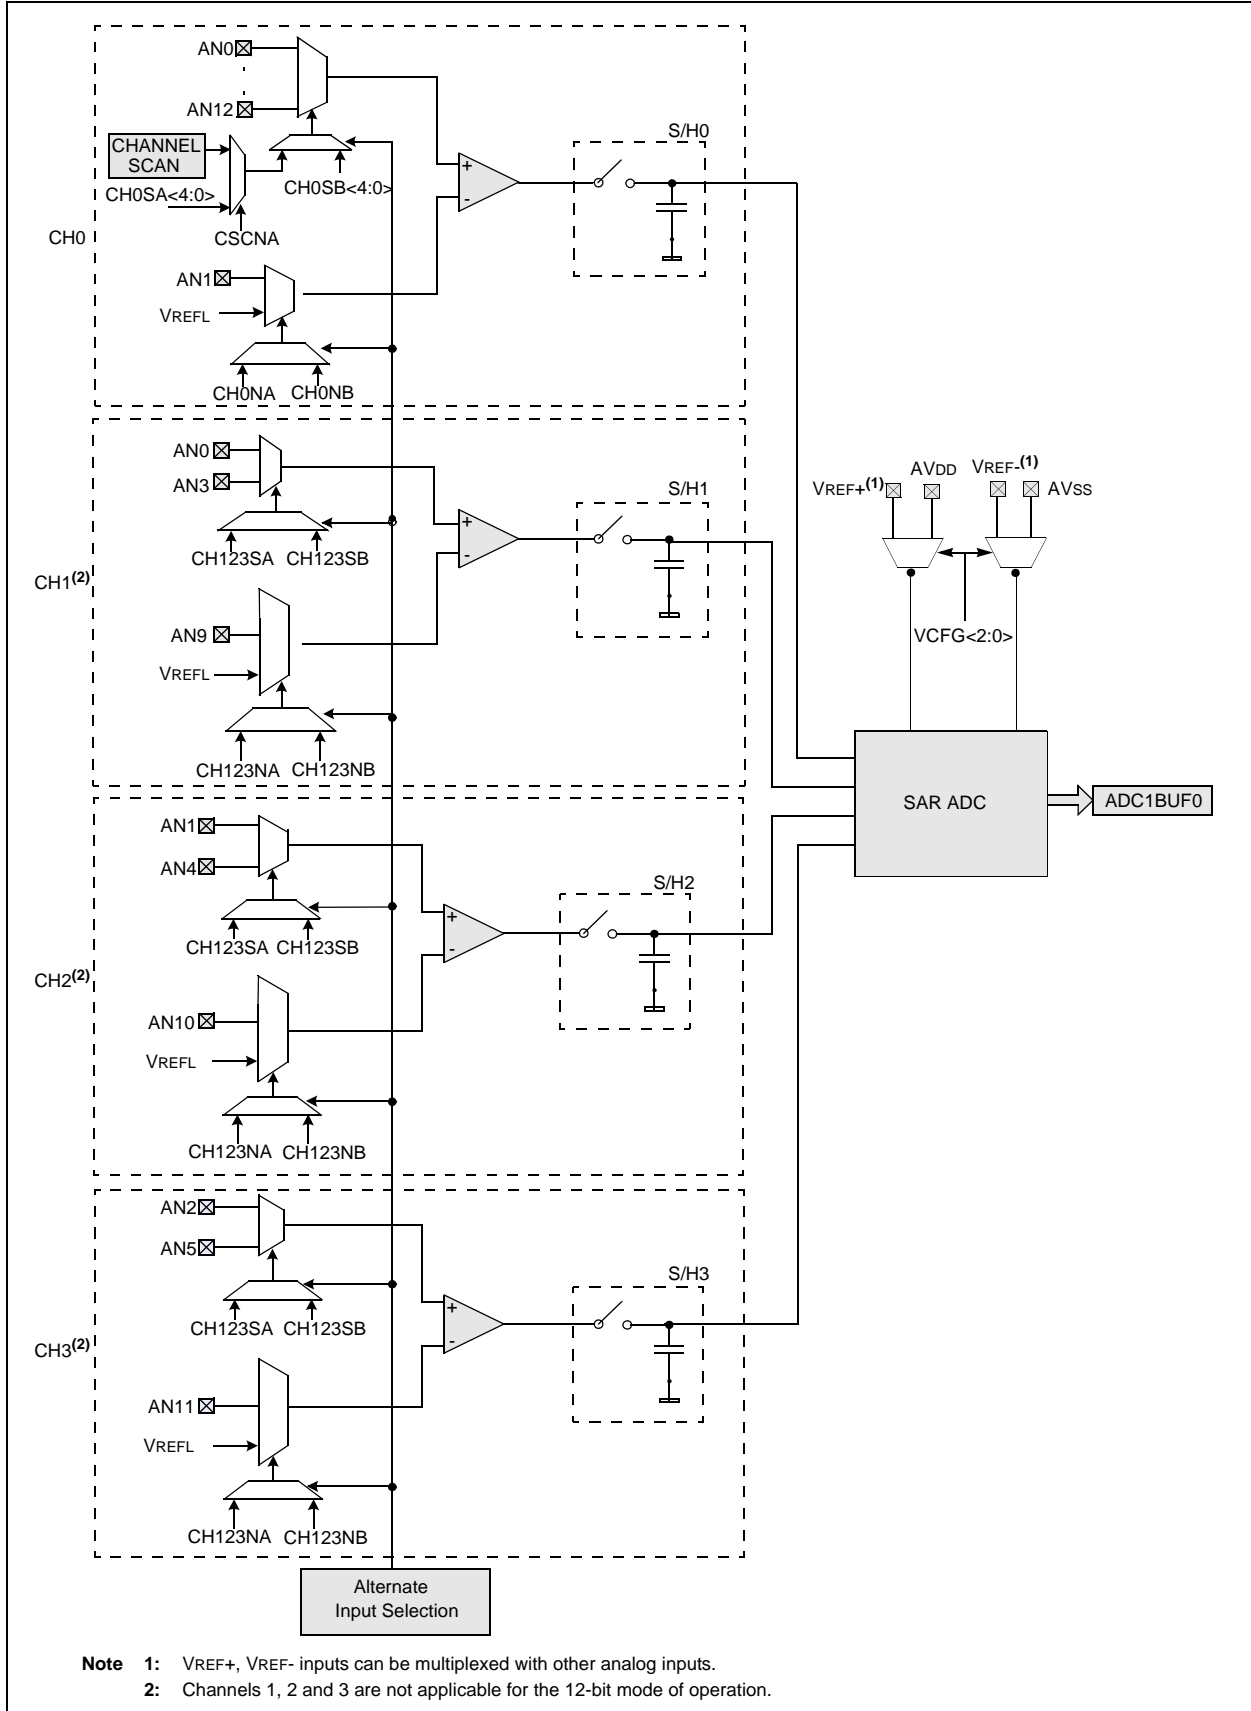 AN0
AN12
CHANNEL
SCAN
CH0SA<4:0>
CH0SB<4:0>
CSCNA
S/H0
+
-
CH0
AN1
VREFL
CH0NA CH0NB
AN0
AN3
CH123SA CH123SB
S/H1
+
-
CH1(2)
AN9
VREFL
CH123NA CH123NB
VREF+(1) AVDD VREF-(1) AVSS
VCFG<2:0>
SAR ADC
ADC1BUF0
AN1
AN4
CH123SA CH123SB
S/H2
+
-
CH2(2)
AN10
VREFL
CH123NA CH123NB
AN2
AN5
CH123SA CH123SB
S/H3
+
-
CH3(2)
AN11
VREFL
CH123NA CH123NB
Alternate
Input Selection
Note 1: VREF+, VREF- inputs can be multiplexed with other analog inputs.
2: Channels 1, 2 and 3 are not applicable for the 12-bit mode of operation.